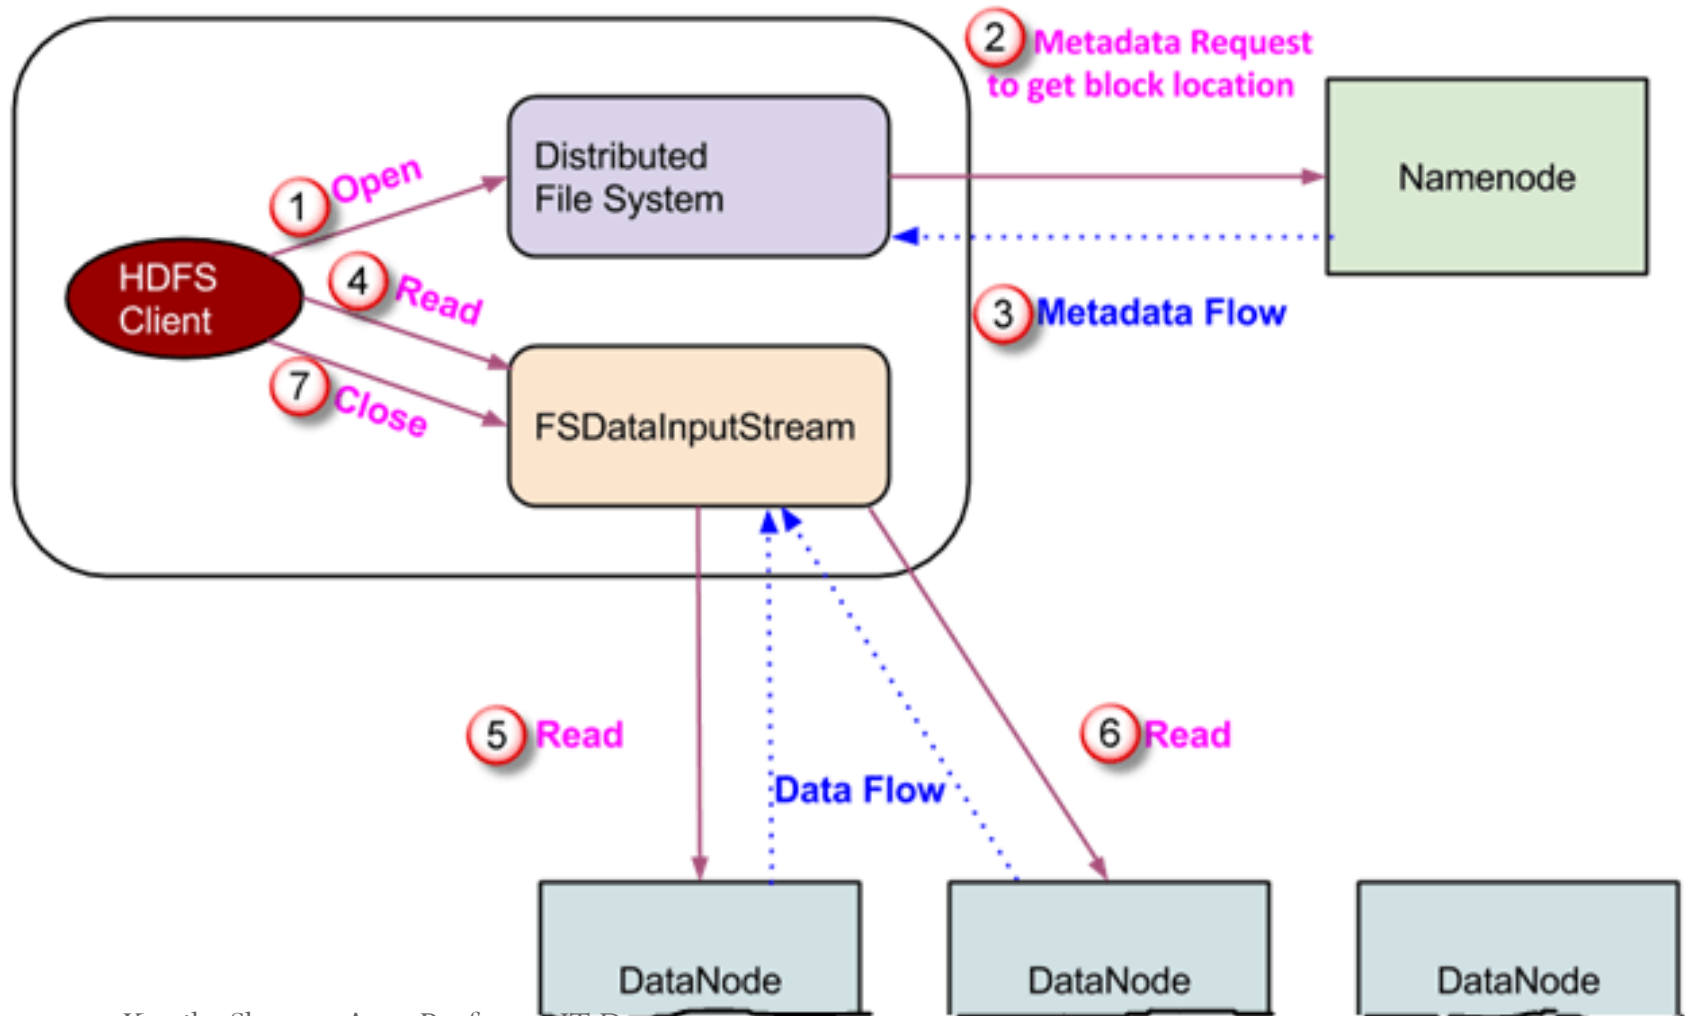 2 Metadata Request
to get block location
Distributed
File System
Namenode
1 Open
HDFS
Client
4 Read
3 Metadata Flow
7 Close
FSDataInputStream
5 Read
6 Read
Data Flow
DataNode
DataNode
DataNode